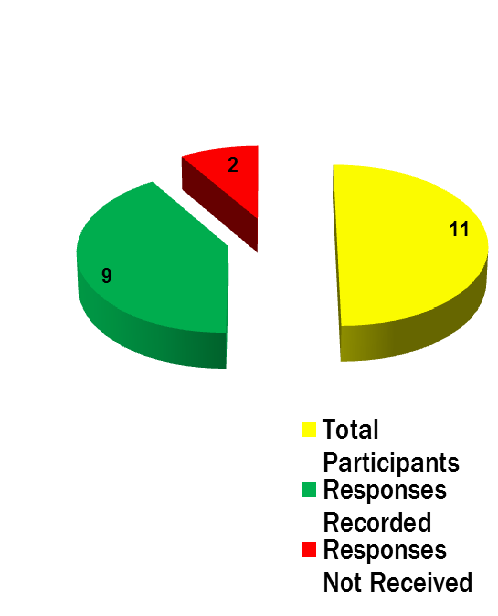 2
11
9
Total
Participants
Responses
Recorded
Responses
Not Received